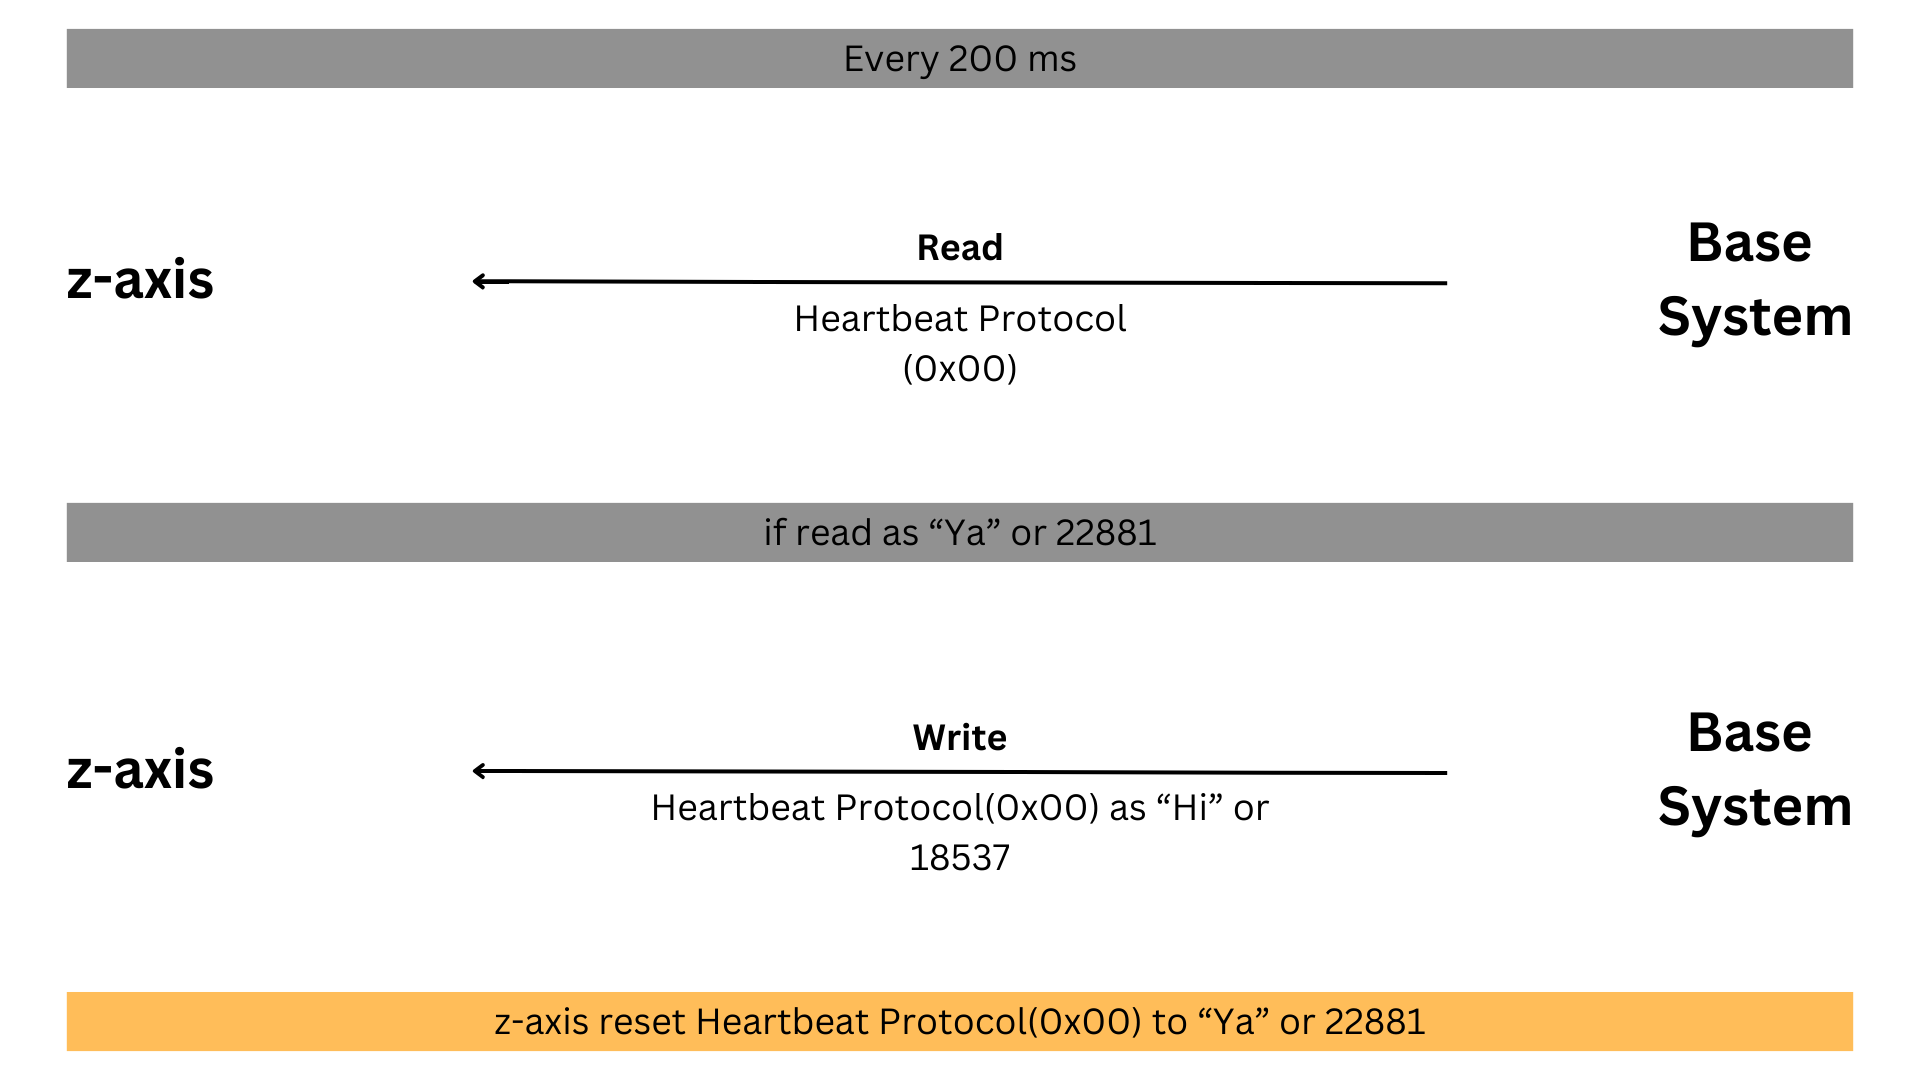 Every 200 ms
Read
z-axis
Base
System
Heartbeat Protocol
(0x00)
if read as “Ya” or 22881
Write
z-axis
Base
System
Heartbeat Protocol(0x00) as “Hi” or
18537
z-axis reset Heartbeat Protocol(0x00) to “Ya” or 22881